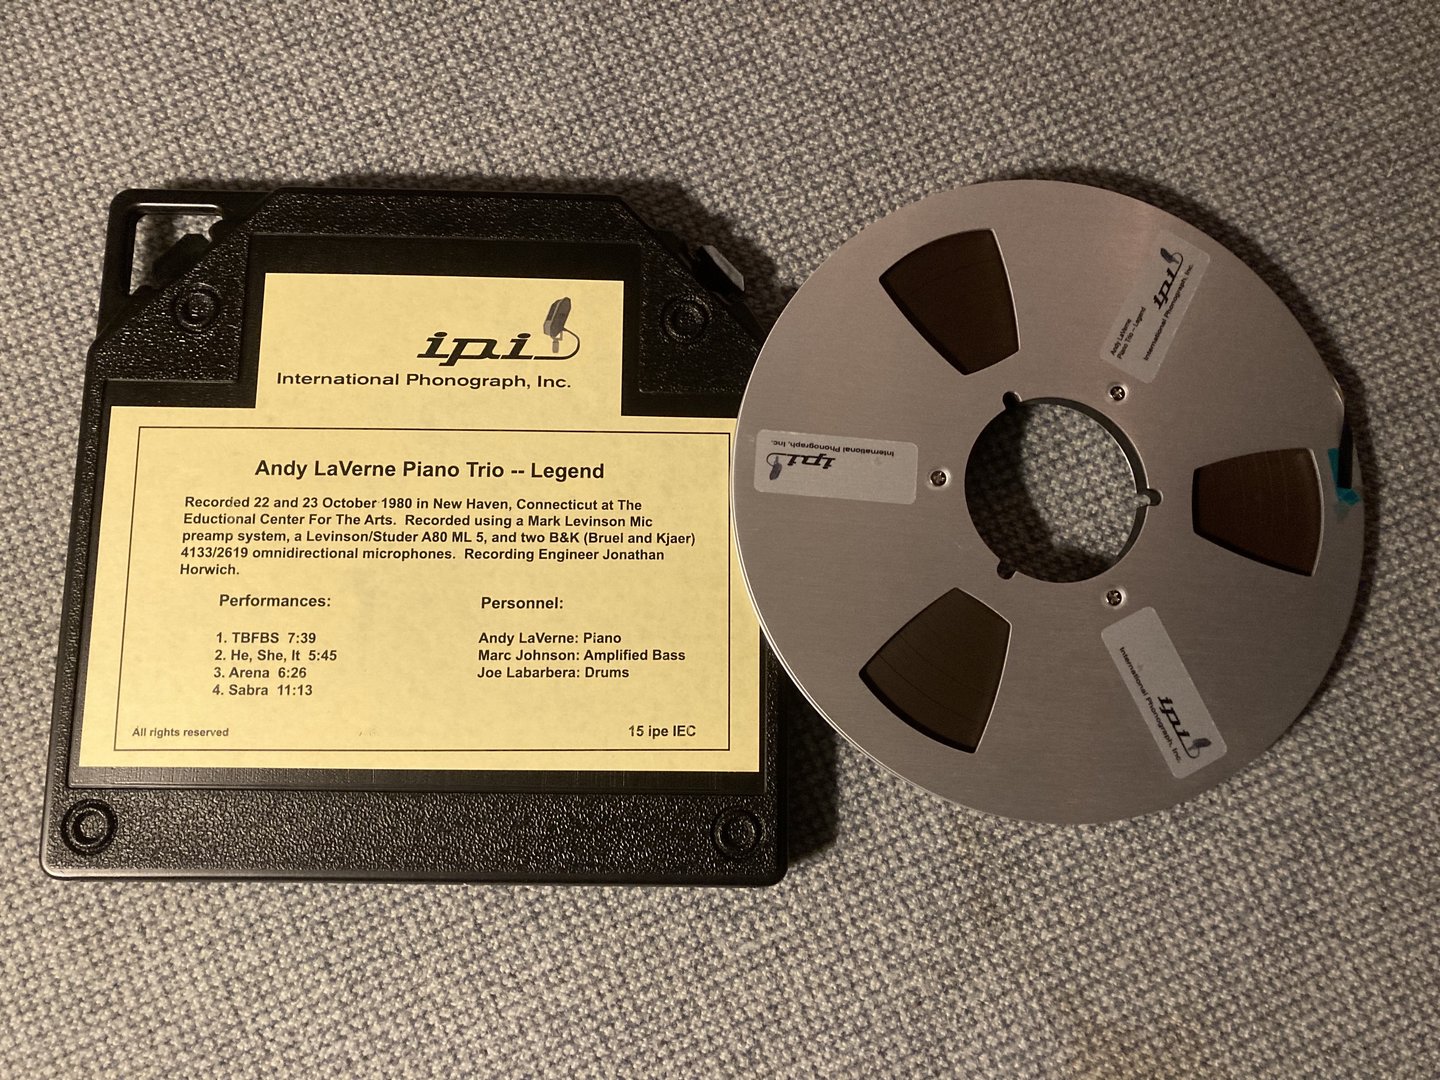 ipi
International Phonograph, Inc.
Andy LaVerne Piano Trio -- Legend
Recorded 22 and 23 October 1980 in New Haven, Connecticut at The
Eductional Center For The Arts. Recorded using a Mark Levinson Mic
preamp system, a Levinson/Studer A80 ML 5, and two B&K (Bruel and Kjaer)
4133/2619 omnidirectional microphones. Recording Engineer Jonathan
Horwich.
Performances:
1. TBFBS 7:39
2. He, She, It 5:45
3. Arena 6:26
4. Sabra 11:13
Personnel:
Andy LaVerne: Piano
Marc Johnson: Amplified Bass
Joe Labarbera: Drums
All rights reserved
15 ipe IEC
ipi
International Phonograph, Inc.
Andy LaVerne
Piano Trio -- Legend
ipi
International Phonograph, Inc.
ipi
International Phonograph, Inc.